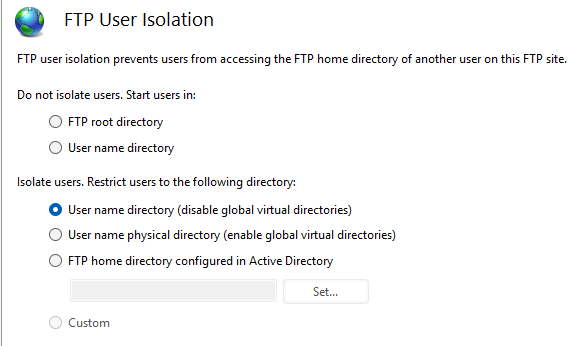 FTP User Isolation
FTP user isolation prevents users from accessing the FTP home directory of another user on this FTP site.
Do not isolate users. Start users in:
FTP root directory
User name directory
Isolate users. Restrict users to the following directory:
User name directory (disable global virtual directories)
User name physical directory (enable global virtual directories)
FTP home directory configured in Active Directory
Set...
Custom